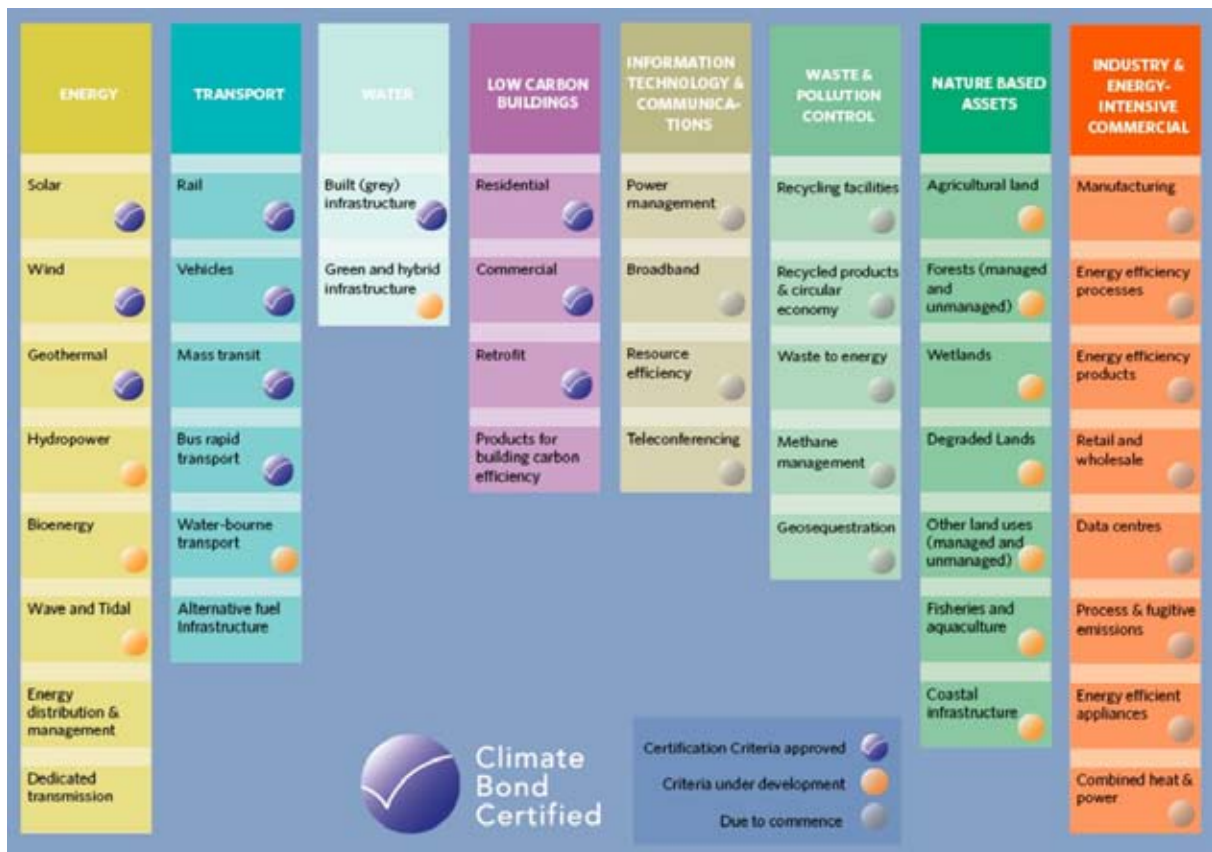 ENERGY
Solar
Wind
Geothermal
Hydropower
Bioenergy
Wave and Tidal
Energy
distribution &
management
Dedicated
transmission
TRANSPORT
Rail
Vehicles
Mass transit
Bus rapid
transport
Water-bourne
transport
Alternative fuel
Infrastructure
WATER
Built (grey)
infrastructure
Green and hybrid
infrastructure
LOW CARBON
BUILDINGS
Residential
Commercial
Retrofit
Products for
building carbon
efficiency
INFORMATION
TECHNOLOGY &
COMMUNICA-
TIONS
Power
management
Broadband
Resource
efficiency
Teleconferencing
WASTE &
POLLUTION
CONTROL
Recycling facilities
Recycled products
& circular
economy
Waste to energy
Methane
management
Geosequestration
NATURE BASED
ASSETS
Agricultural land
Forests (managed
and
unmanaged)
Wetlands
Degraded Lands
Other land uses
(managed and
unmanaged)
Fisheries and
aquaculture
Coastal
infrastructure
INDUSTRY &
ENERGY-
INTENSIVE
COMMERCIAL
Manufacturing
Energy efficiency
processes
Energy efficiency
products
Retail and
wholesale
Data centres
Process & fugitive
emissions
Energy efficient
appliances
Combined heat &
power
Climate
Bond
Certified
Certification Criteria approved
Criteria under development
Due to commence